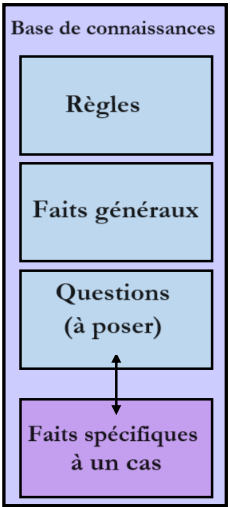 Base de connaissances
Règles
Faits généraux
Questions
(à poser)
Faits spécifiques
à un cas